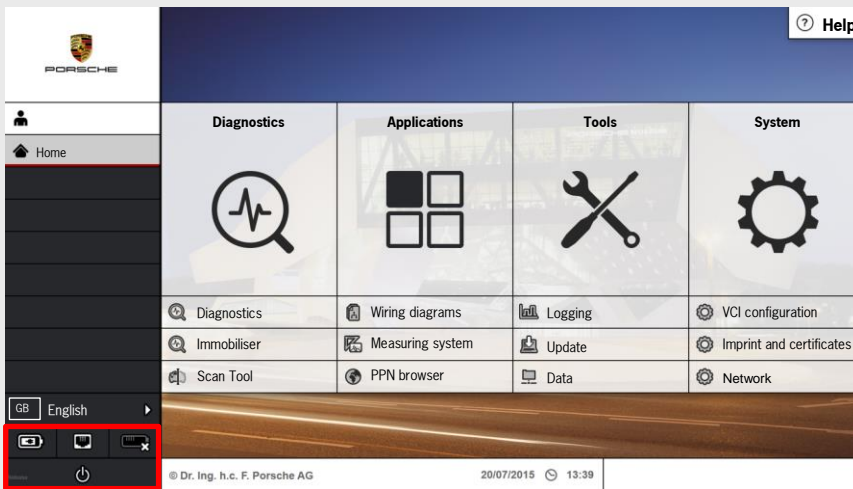 Help
PORSCHE
Home
Diagnostics
Applications
Tools
System
Diagnostics
Wiring diagrams
Logging
VCI configuration
Immobiliser
Measuring system
Update
Imprint and certificates
Scan Tool
PPN browser
Data
Network
GB English
© Dr. Ing. h.c. F. Porsche AG
20/07/2015 13:39